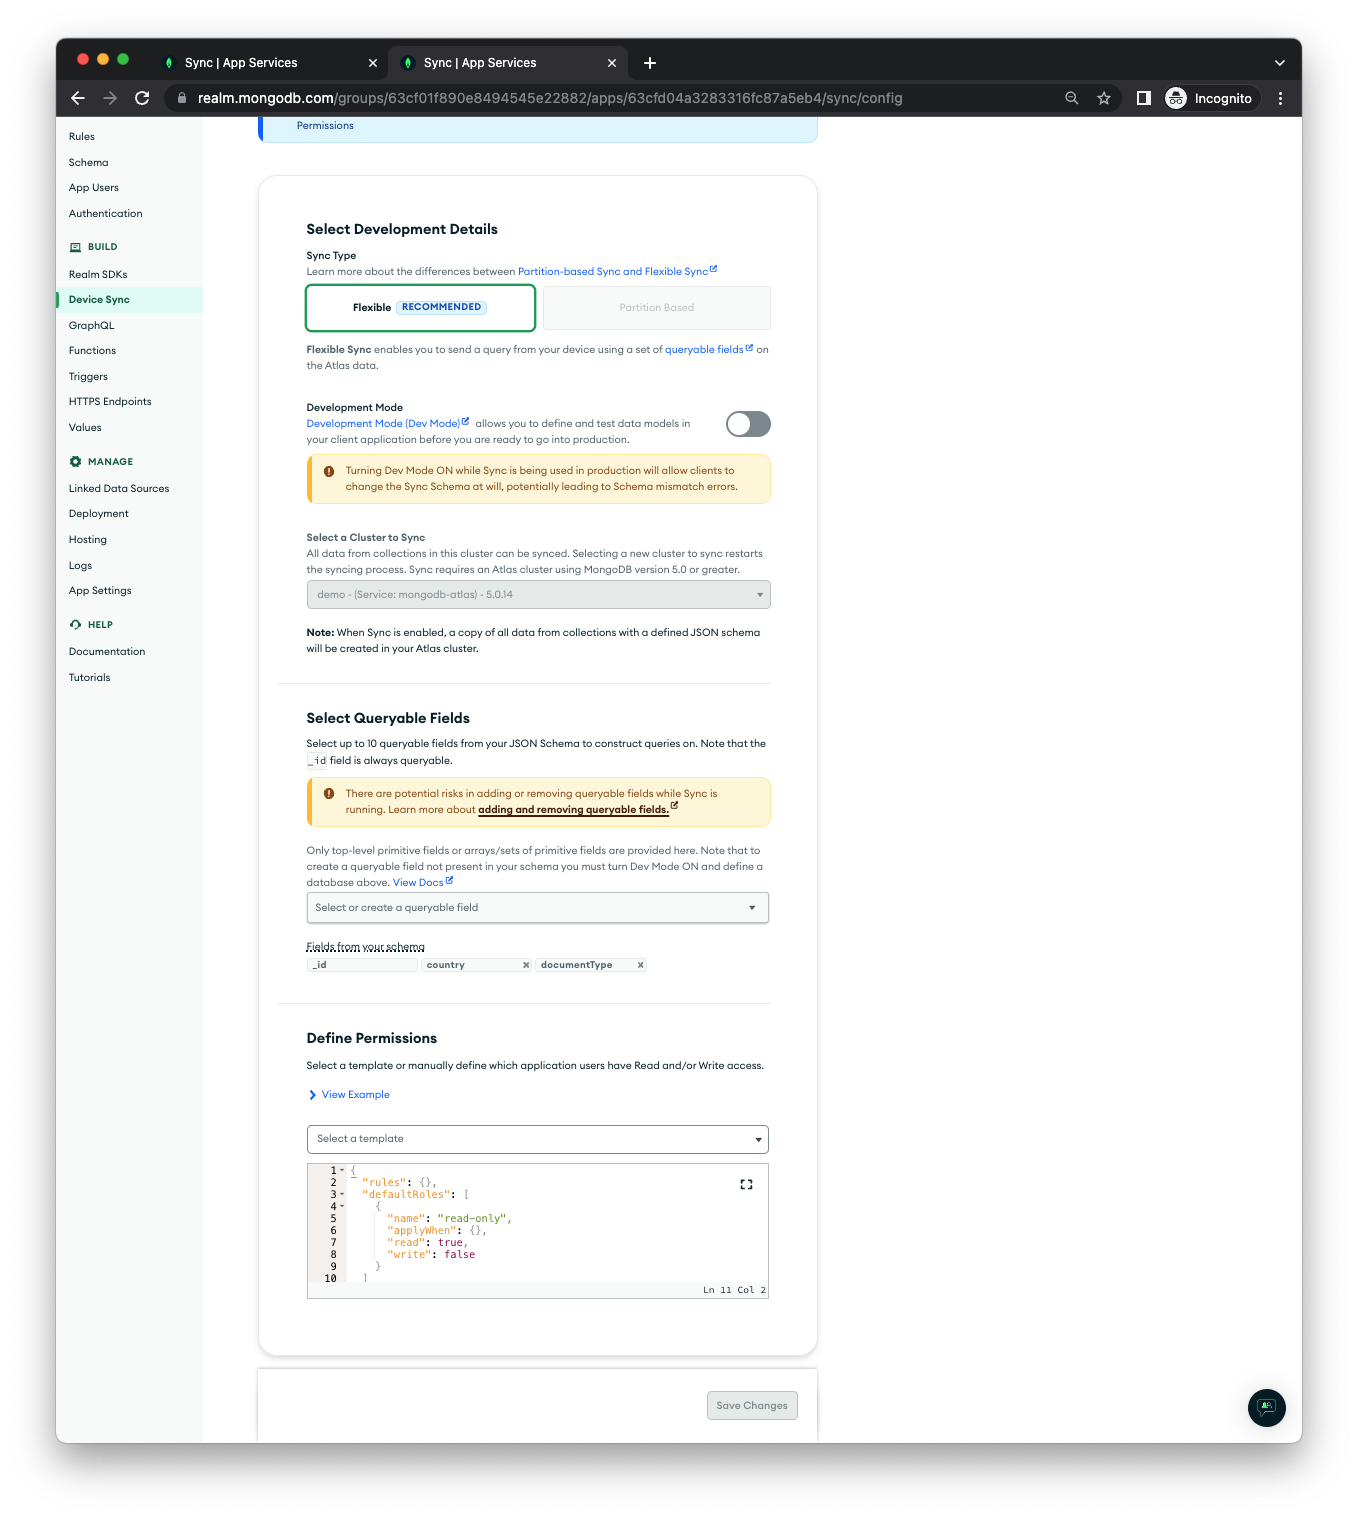 Sync | App Services
Sync | App Services
realm.mongodb.com/groups/63cf01f890e8494545e22882/apps/63cfd04a3283316fc87a5eb4/sync/config
Incognito
Rules
Schema
App Users
Authentication
BUILD
Realm SDKs
Device Sync
GraphQL
Functions
Triggers
HTTPS Endpoints
Values
MANAGE
Linked Data Sources
Deployment
Hosting
Logs
App Settings
HELP
Documentation
Tutorials
Permissions
Select Development Details
Sync Type
Learn more about the differences between Partition-based Sync and Flexible Sync
Flexible RECOMMENDED
Partition Based
Flexible Sync enables you to send a query from your device using a set of queryable fields on
the Atlas data.
Development Mode
Development Mode (Dev Mode) allows you to define and test data models in
your client application before you are ready to go into production.
Turning Dev Mode ON while Sync is being used in production will allow clients to
change the Sync Schema at will, potentially leading to Schema mismatch errors.
Select a Cluster to Sync
All data from collections in this cluster can be synced. Selecting a new cluster to sync restarts
the syncing process. Sync requires an Atlas cluster using MongoDB version 5.0 or greater.
demo - (Service: mongodb-atlas) - 5.0.14
Note: When Sync is enabled, a copy of all data from collections with a defined JSON schema
will be created in your Atlas cluster.
Select Queryable Fields
Select up to 10 queryable fields from your JSON Schema to construct queries on. Note that the
_id field is always queryable.
There are potential risks in adding or removing queryable fields while Sync is
running. Learn more about adding and removing queryable fields.
Only top-level primitive fields or arrays/sets of primitive fields are provided here. Note that to
create a queryable field not present in your schema you must turn Dev Mode ON and define a
database above. View Docs
Select or create a queryable field
Fields from your schema
_id
country
documentType
Define Permissions
Select a template or manually define which application users have Read and/or Write access.
View Example
Select a template
1 {
2 "rules": {},
3 "defaultRoles": [
4 {
5 "name": "read-only",
6 "applyWhen": {},
7 "read": true,
8 "write": false
9 }
10 ]
Ln 11 Col 2
Save Changes